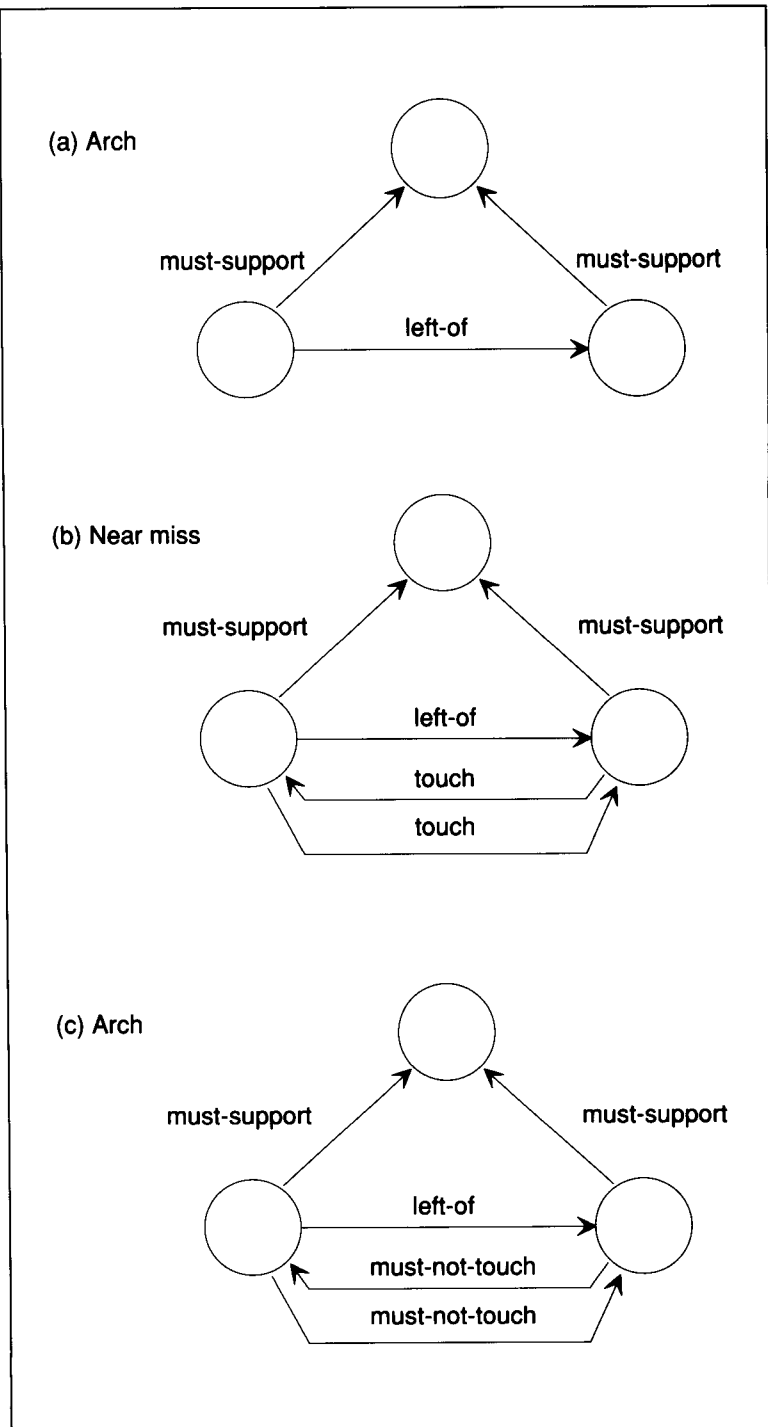 (a) Arch
must-support
must-support
left-of
(b) Near miss
must-support
must-support
left-of
touch
touch
(c) Arch
must-support
must-support
left-of
must-not-touch
must-not-touch